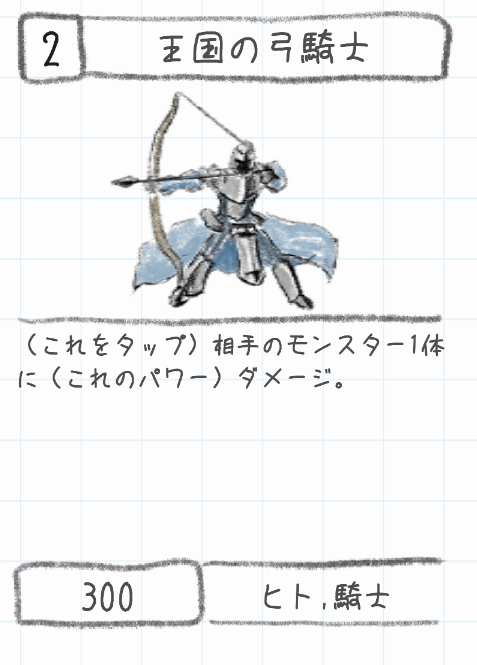 2
王国の弓騎士
（これをタップ）相手のモンスター1体
に（これのパワー）ダメージ。
300
ヒト,騎士